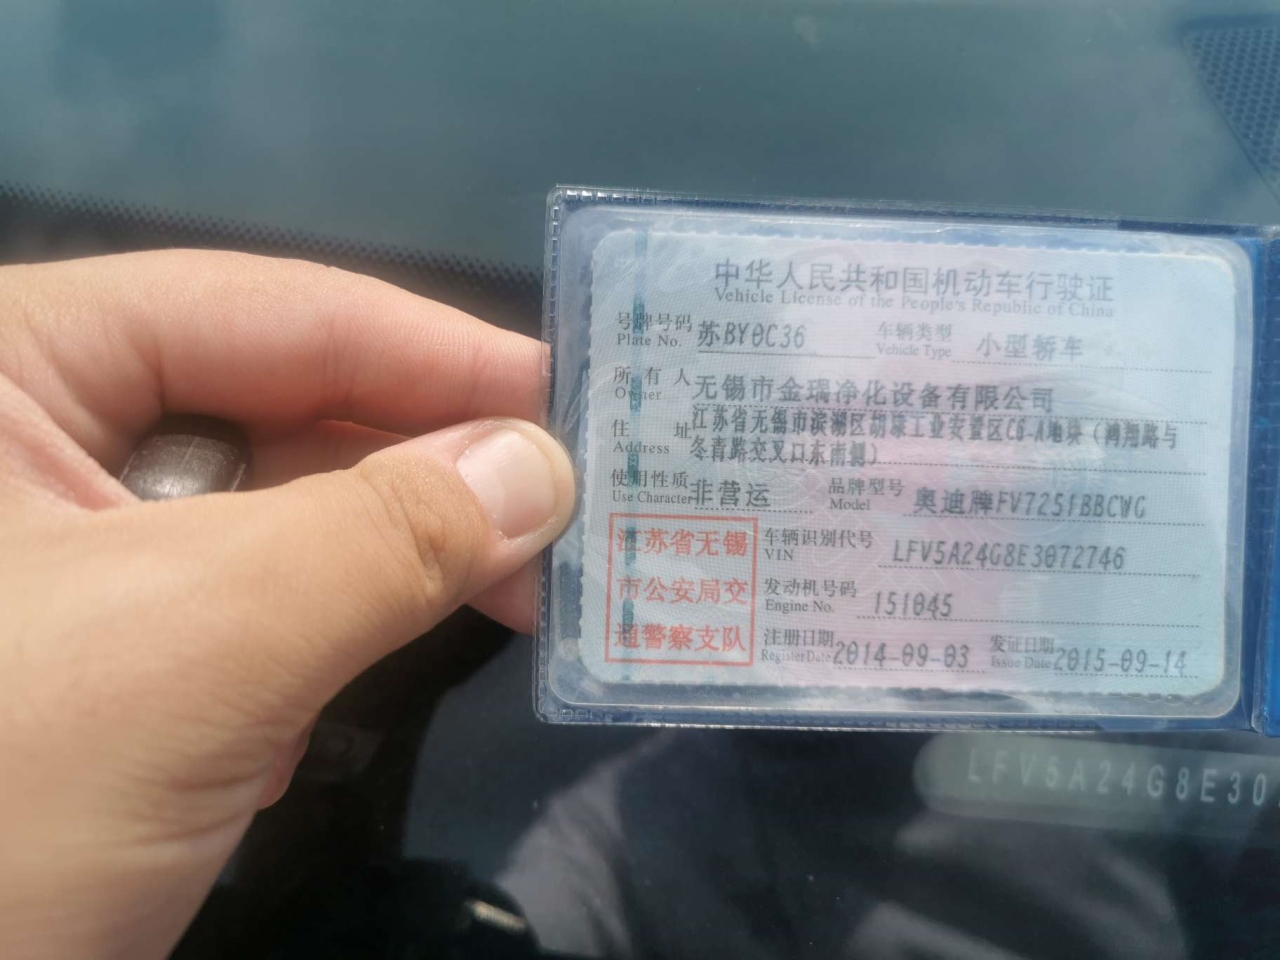 中华人民共和国机动车行驶证
Vehicle License of the People's Republic of China
号牌号码 苏BY0C36 车辆类型 小型轿车
Plate No. Vehicle Type
所有人 无锡市金瑞净化设备有限公司
Owner
住址 江苏省无锡市滨湖区胡埭工业安置区C6-A地块（鸿翔路与
Address 冬青路交叉口东南侧）
使用性质 非营运 品牌型号 奥迪牌FV7251BBCWG
Use Character Model
江苏省无锡
市公安局交
通警察支队
车辆识别代号 LFV5A24G8E3072746
VIN
发动机号码 151045
Engine No.
注册日期 2014-09-03 发证日期 2015-09-14
Register Date Issue Date
LFV5A24G8E30